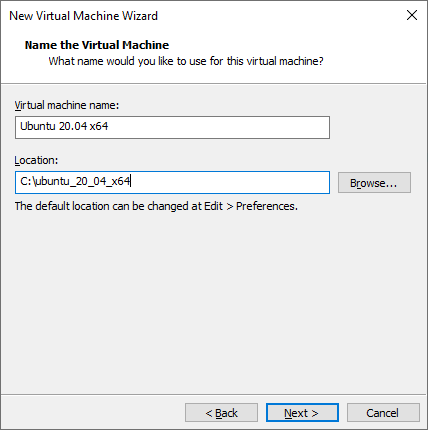 New Virtual Machine Wizard
Name the Virtual Machine
What name would you like to use for this virtual machine?
Virtual machine name:
Ubuntu 20.04 x64
Location:
C:\ubuntu_20_04_x64
Browse...
The default location can be changed at Edit > Preferences.
< Back
Next >
Cancel